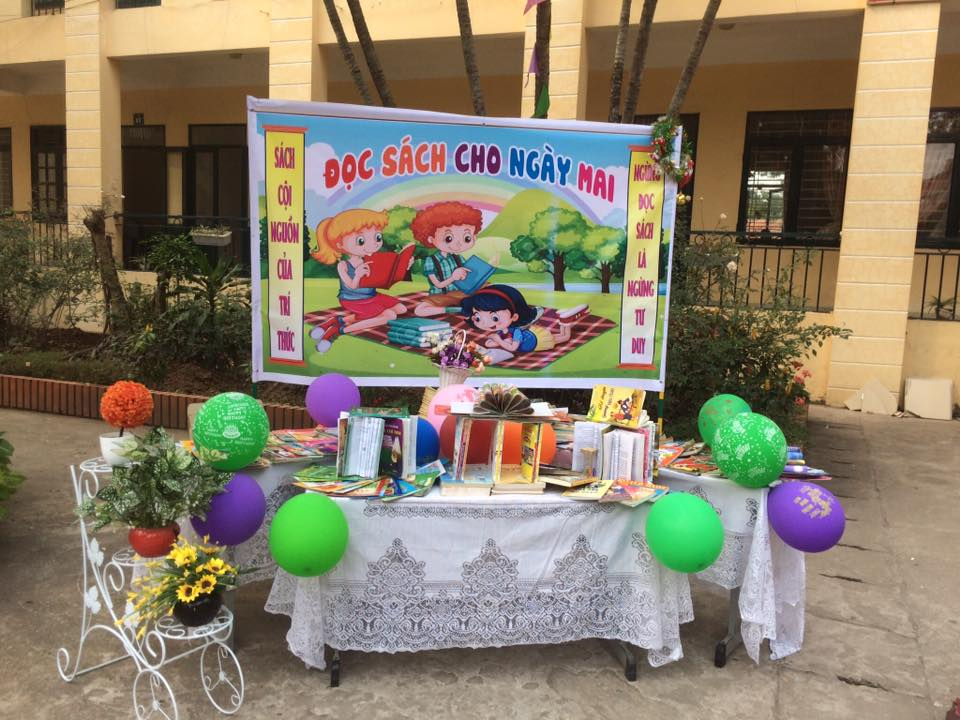 ĐỌC SÁCH CHO NGÀY MAI
SÁCH
CỘI
NGUỒN
CỦA
TRI
THỨC
NGỪNG
ĐỌC
SÁCH
LÀ
NGỪNG
TƯ
DUY